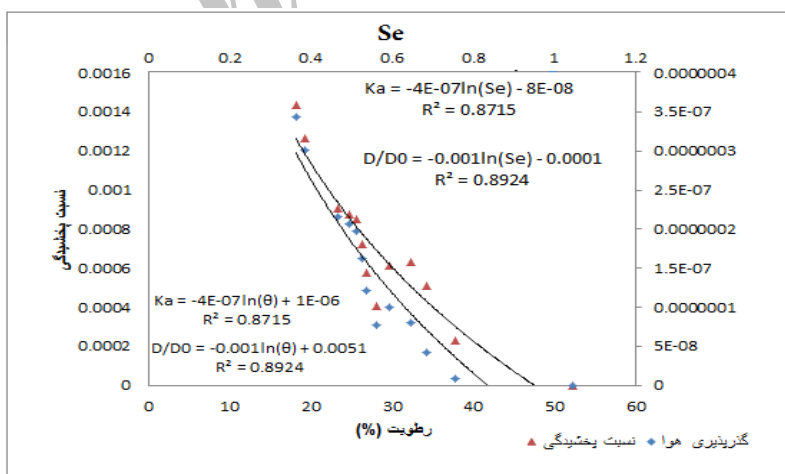 Se
0 0.2 0.4 0.6 0.8 1 1.2
0.0016
0.0014
0.0012
0.001
0.0008
0.0006
0.0004
0.0002
0
نسبت پخشیدگی
0.0000004
3.5E-07
0.0000003
2.5E-07
0.0000002
1.5E-07
0.0000001
5E-08
0
Ka = -4E-07ln(Se) - 8E-08
R² = 0.8715
D/D0 = -0.001ln(Se) - 0.0001
R² = 0.8924
Ka = -4E-07ln(θ) + 1E-06
R² = 0.8715
D/D0 = -0.001ln(θ) + 0.0051
R² = 0.8924
0 10 20 30 40 50 60
رطوبت (%)
گذرپذیری هوا نسبت پخشیدگی